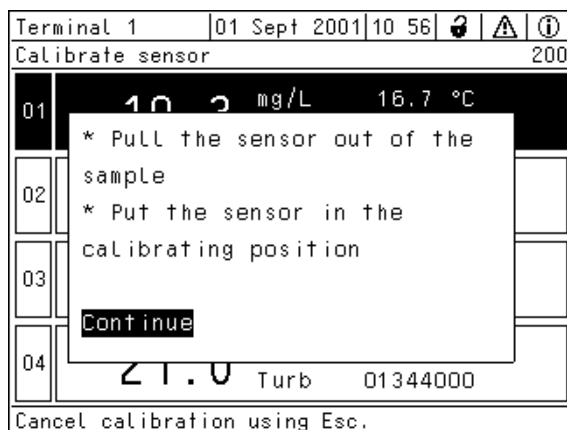 Terminal 1 01 Sept 2001 10 56
Calibrate sensor 200
01 mg/L 16.7 °C
* Pull the sensor out of the
sample
02
* Put the sensor in the
calibrating position
03
Continue
04 Turb 01344000
Cancel calibration using Esc.